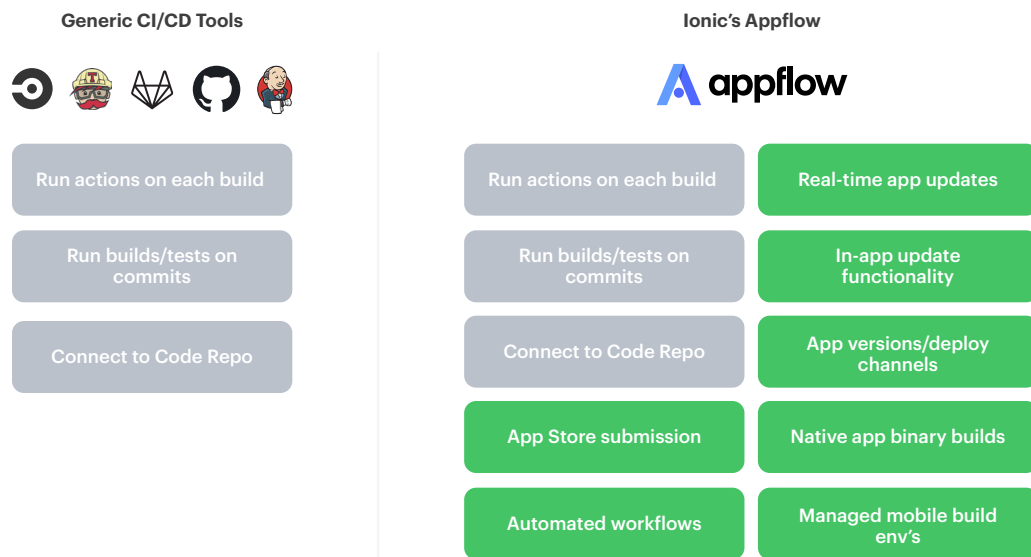 Generic CI/CD Tools
Ionic's Appflow
T
appflow
Run actions on each build
Run builds/tests on
commits
Connect to Code Repo
Run actions on each build
Real-time app updates
Run builds/tests on
commits
In-app update
functionality
Connect to Code Repo
App versions/deploy
channels
App Store submission
Native app binary builds
Automated workflows
Managed mobile build
env's